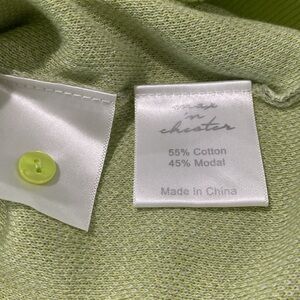 max
'n
chester
55% Cotton
45% Modal
Made in China